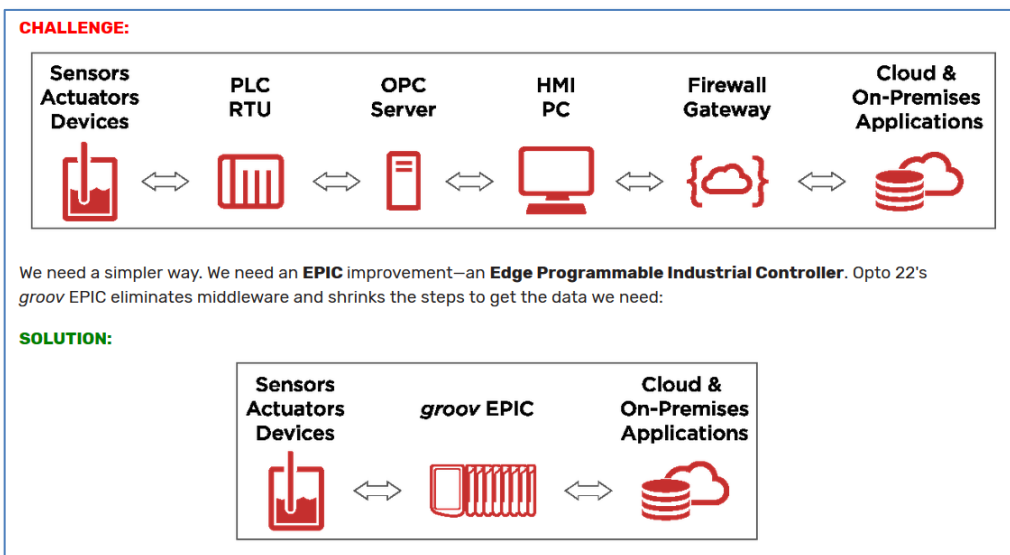 CHALLENGE:
Sensors
Actuators
Devices
PLC
RTU
OPC
Server
HMI
PC
Firewall
Gateway
Cloud &
On-Premises
Applications
We need a simpler way. We need an EPIC improvement—an Edge Programmable Industrial Controller. Opto 22's
groov EPIC eliminates middleware and shrinks the steps to get the data we need:
SOLUTION:
Sensors
Actuators
Devices
groov EPIC
Cloud &
On-Premises
Applications